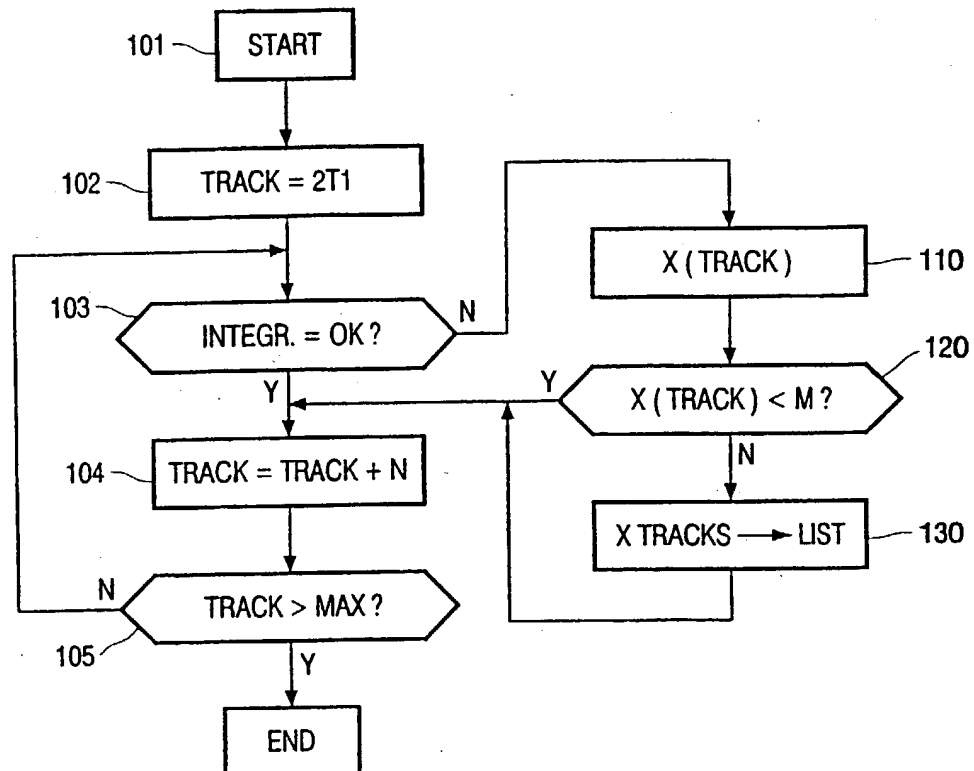 101
START
102
TRACK = 2T1
103
INTEGR. = OK?
N
Y
104
TRACK = TRACK + N
N
TRACK > MAX?
105
Y
END
X (TRACK)
110
120
Y
X (TRACK) < M?
N
X TRACKS → LIST
130